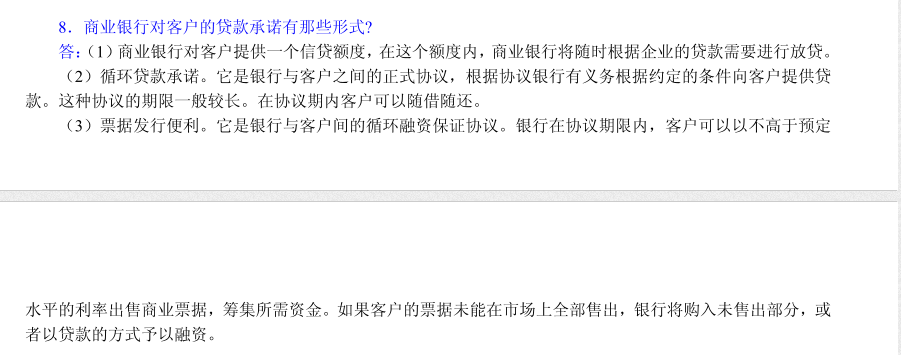 8．商业银行对客户的贷款承诺有那些形式?
答：（1）商业银行对客户提供一个信贷额度，在这个额度内，商业银行将随时根据企业的贷款需要进行放贷。
（2）循环贷款承诺。它是银行与客户之间的正式协议，根据协议银行有义务根据约定的条件向客户提供贷
款。这种协议的期限一般较长。在协议期内客户可以随借随还。
（3）票据发行便利。它是银行与客户间的循环融资保证协议。银行在协议期限内，客户可以以不高于预定
水平的利率出售商业票据，筹集所需资金。如果客户的票据未能在市场上全部售出，银行将购入未售出部分，或
者以贷款的方式予以融资。